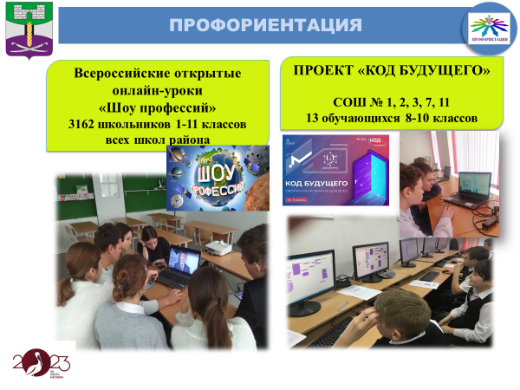 ПРОФОРИЕНТАЦИЯ
ПРОФОРИЕНТАЦИЯ
Всероссийские открытые
онлайн-уроки
«Шоу профессий»
3162 школьников 1-11 классов
всех школ района
ПРОЕКТ «КОД БУДУЩЕГО»
СОШ № 1, 2, 3, 7, 11
13 обучающихся 8-10 классов
ШОУ
ПРОФЕССИЙ
КОД БУДУЩЕГО
2023